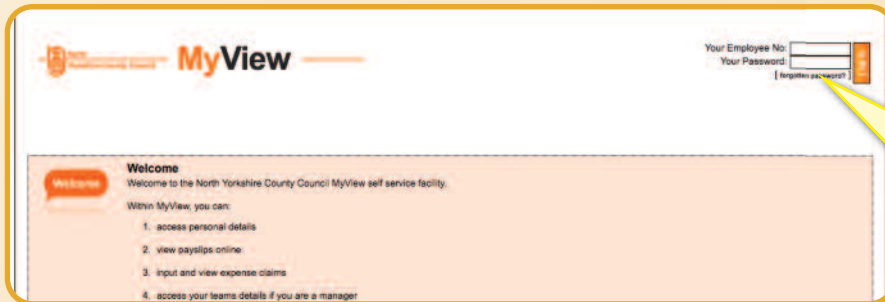 MyView
Your Employee No:
Your Password:
[ forgotten password? ]
Welcome
Welcome
Welcome to the North Yorkshire County Council MyView self service facility.
Within MyView, you can:
1. access personal details
2. view payslips online
3. input and view expense claims
4. access your teams details if you are a manager